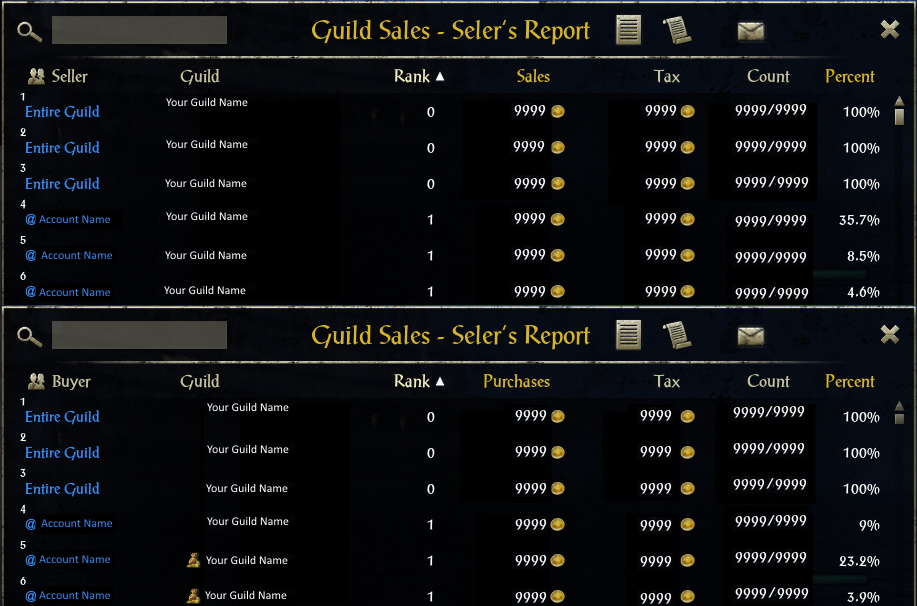 Guild Sales - Seler's Report
Seller Guild Rank ▲ Sales Tax Count Percent
1
Entire Guild Your Guild Name 0 9999 9999 9999/9999 100%
2
Entire Guild Your Guild Name 0 9999 9999 9999/9999 100%
3
Entire Guild Your Guild Name 0 9999 9999 9999/9999 100%
4
@ Account Name Your Guild Name 1 9999 9999 9999/9999 35.7%
5
@ Account Name Your Guild Name 1 9999 9999 9999/9999 8.5%
6
@ Account Name Your Guild Name 1 9999 9999 9999/9999 4.6%
Guild Sales - Seler's Report
Buyer Guild Rank ▲ Purchases Tax Count Percent
1
Entire Guild Your Guild Name 0 9999 9999 9999/9999 100%
2
Entire Guild Your Guild Name 0 9999 9999 9999/9999 100%
3
Entire Guild Your Guild Name 0 9999 9999 9999/9999 100%
4
@ Account Name Your Guild Name 1 9999 9999 9999/9999 9%
5
@ Account Name Your Guild Name 1 9999 9999 9999/9999 23.2%
6
@ Account Name Your Guild Name 1 9999 9999 9999/9999 3.9%